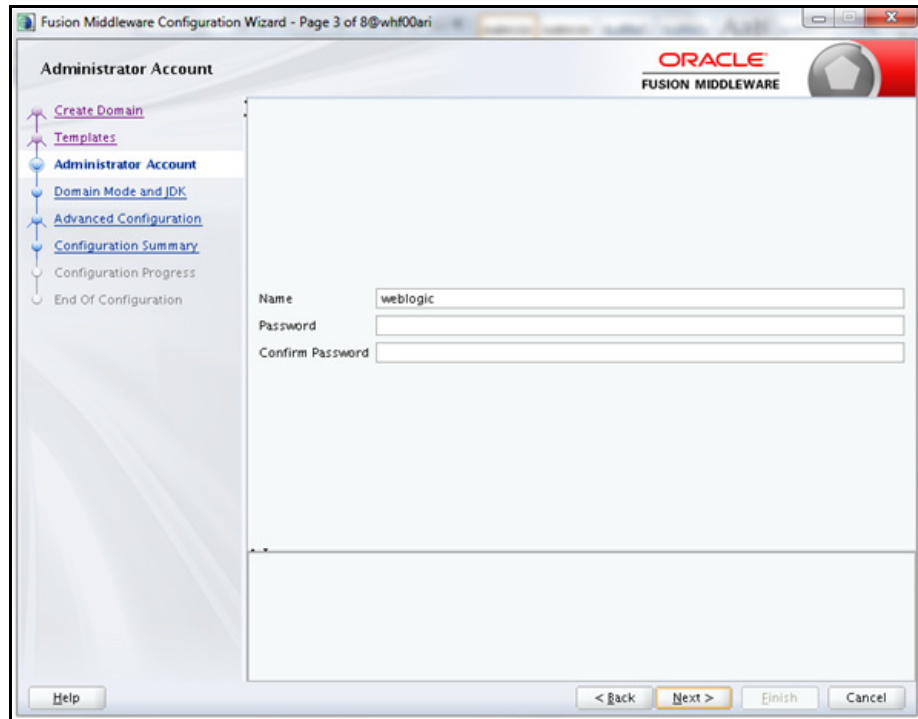 Fusion Middleware Configuration Wizard - Page 3 of 8@whf00ari
Administrator Account
ORACLE
FUSION MIDDLEWARE
Create Domain
Templates
Administrator Account
Domain Mode and JDK
Advanced Configuration
Configuration Summary
Configuration Progress
End Of Configuration
Name weblogic
Password
Confirm Password
Help < Back Next > Finish Cancel